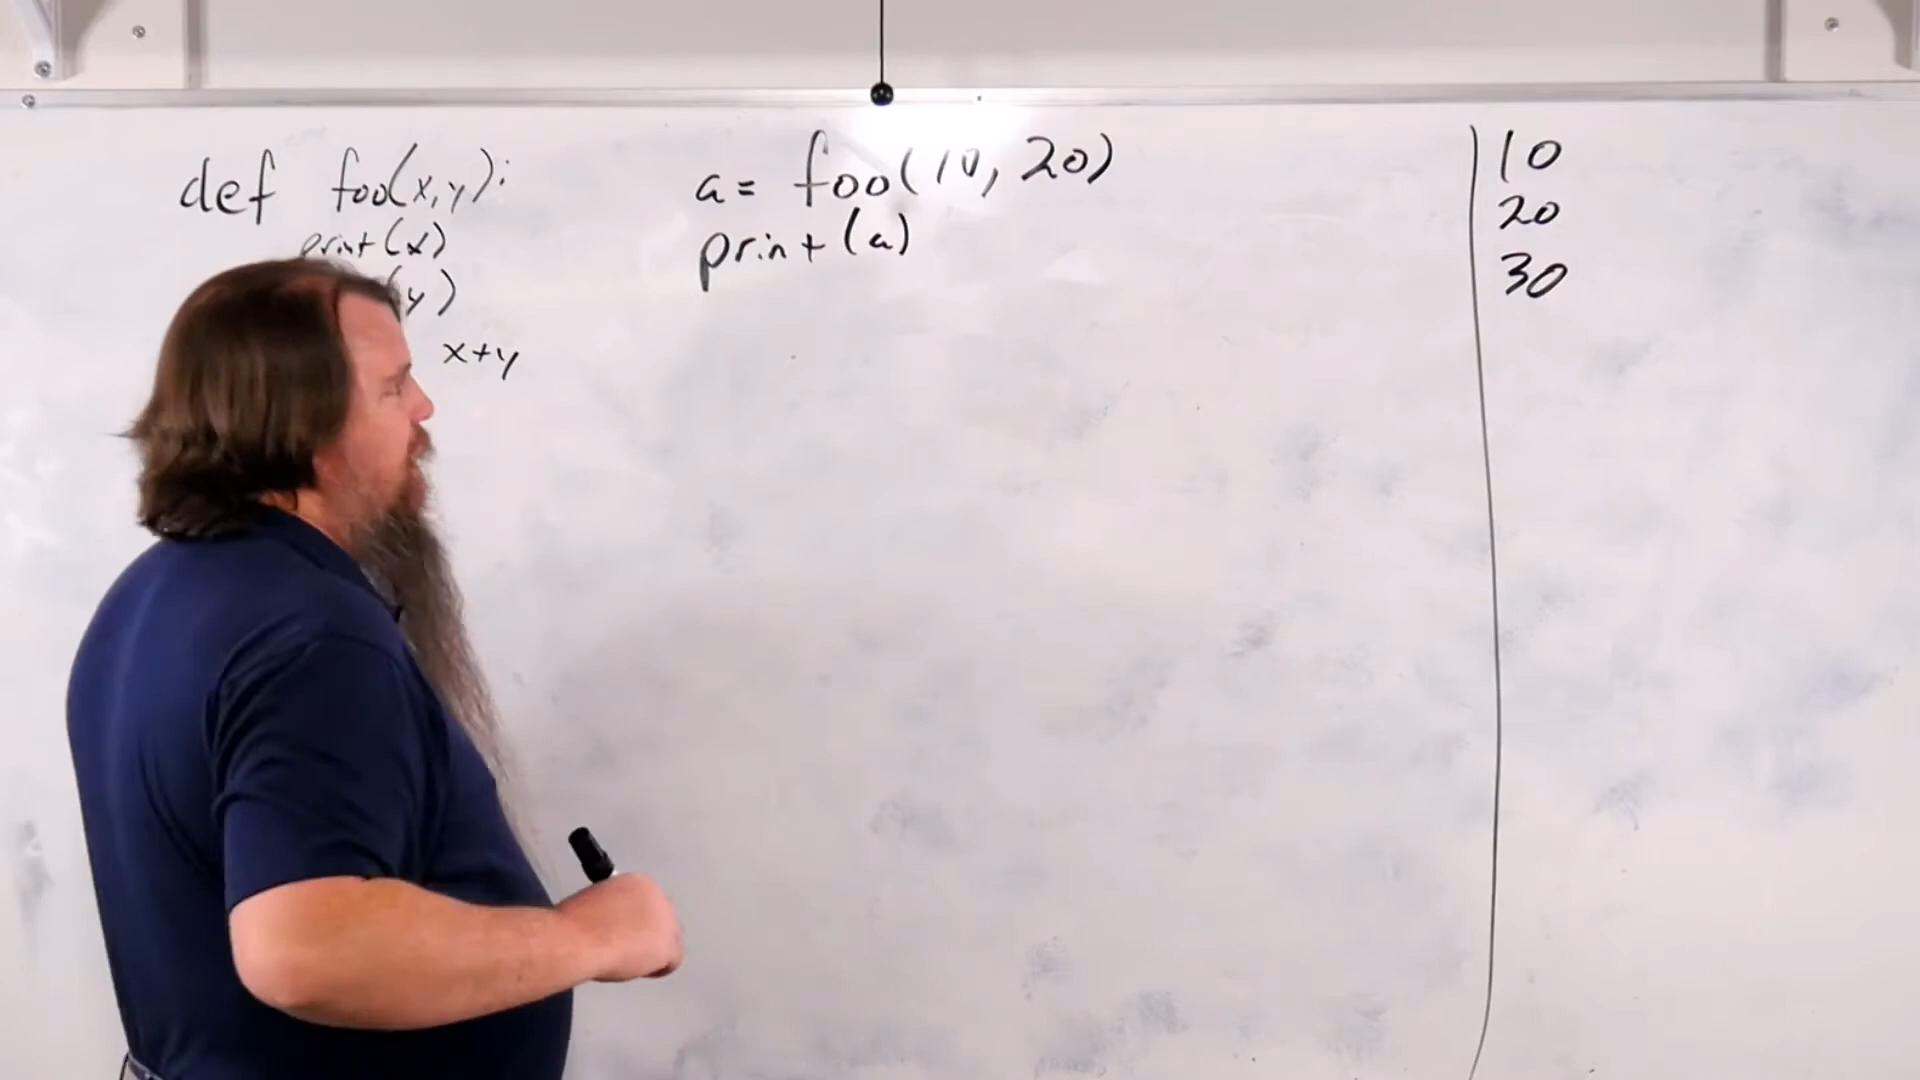 def foo(x,y):
print(x)
(y)
x+y
a= foo(10, 20)
print(a)
10
20
30